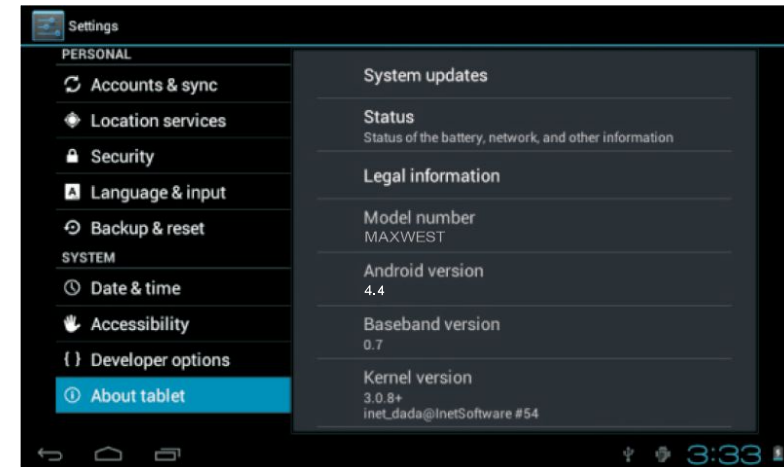 Settings
PERSONAL
Accounts & sync
Location services
Security
A Language & input
Backup & reset
SYSTEM
Date & time
Accessibility
{ } Developer options
About tablet
System updates
Status
Status of the battery, network, and other information
Legal information
Model number
MAXWEST
Android version
4.4
Baseband version
0.7
Kernel version
3.0.8+
inet_dada@InetSoftware #54
3:33